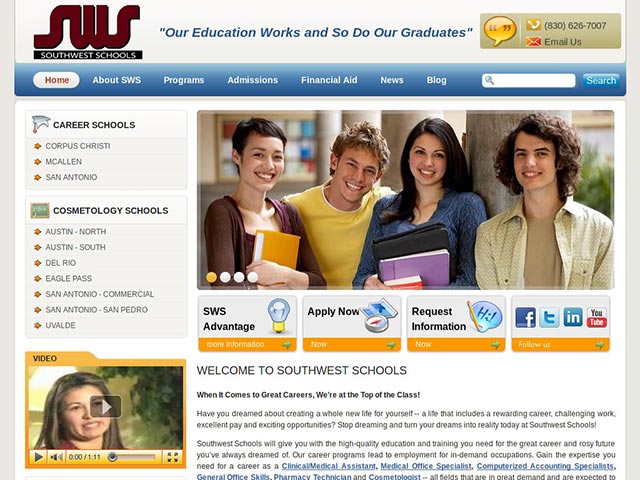 SWS
SOUTHWEST SCHOOLS
"Our Education Works and So Do Our Graduates"
(830) 626-7007
Email Us
Home About SWS Programs Admissions Financial Aid News Blog Search
CAREER SCHOOLS
CORPUS CHRISTI
MCALLEN
SAN ANTONIO
COSMETOLOGY SCHOOLS
AUSTIN - NORTH
AUSTIN - SOUTH
DEL RIO
EAGLE PASS
SAN ANTONIO - COMMERCIAL
SAN ANTONIO - SAN PEDRO
UVALDE
VIDEO
0:00 / 1:11
SWS
Advantage
more Information
Apply Now
Now
Request
Information
Hi!
Now
You
Tube
Follow us
WELCOME TO SOUTHWEST SCHOOLS
When It Comes to Great Careers, We're at the Top of the Class!
Have you dreamed about creating a whole new life for yourself -- a life that includes a rewarding career, challenging work,
excellent pay and exciting opportunities? Stop dreaming and turn your dreams into reality today at Southwest Schools!
Southwest Schools will give you with the high-quality education and training you need for the great career and rosy future
you've always dreamed of. Our career programs lead to employment for in-demand occupations. Gain the expertise you
need for a career as a Clinical/Medical Assistant, Medical Office Specialist, Computerized Accounting Specialists,
General Office Skills, Pharmacy Technician and Cosmetologist -- all fields that are in great demand and are expected to